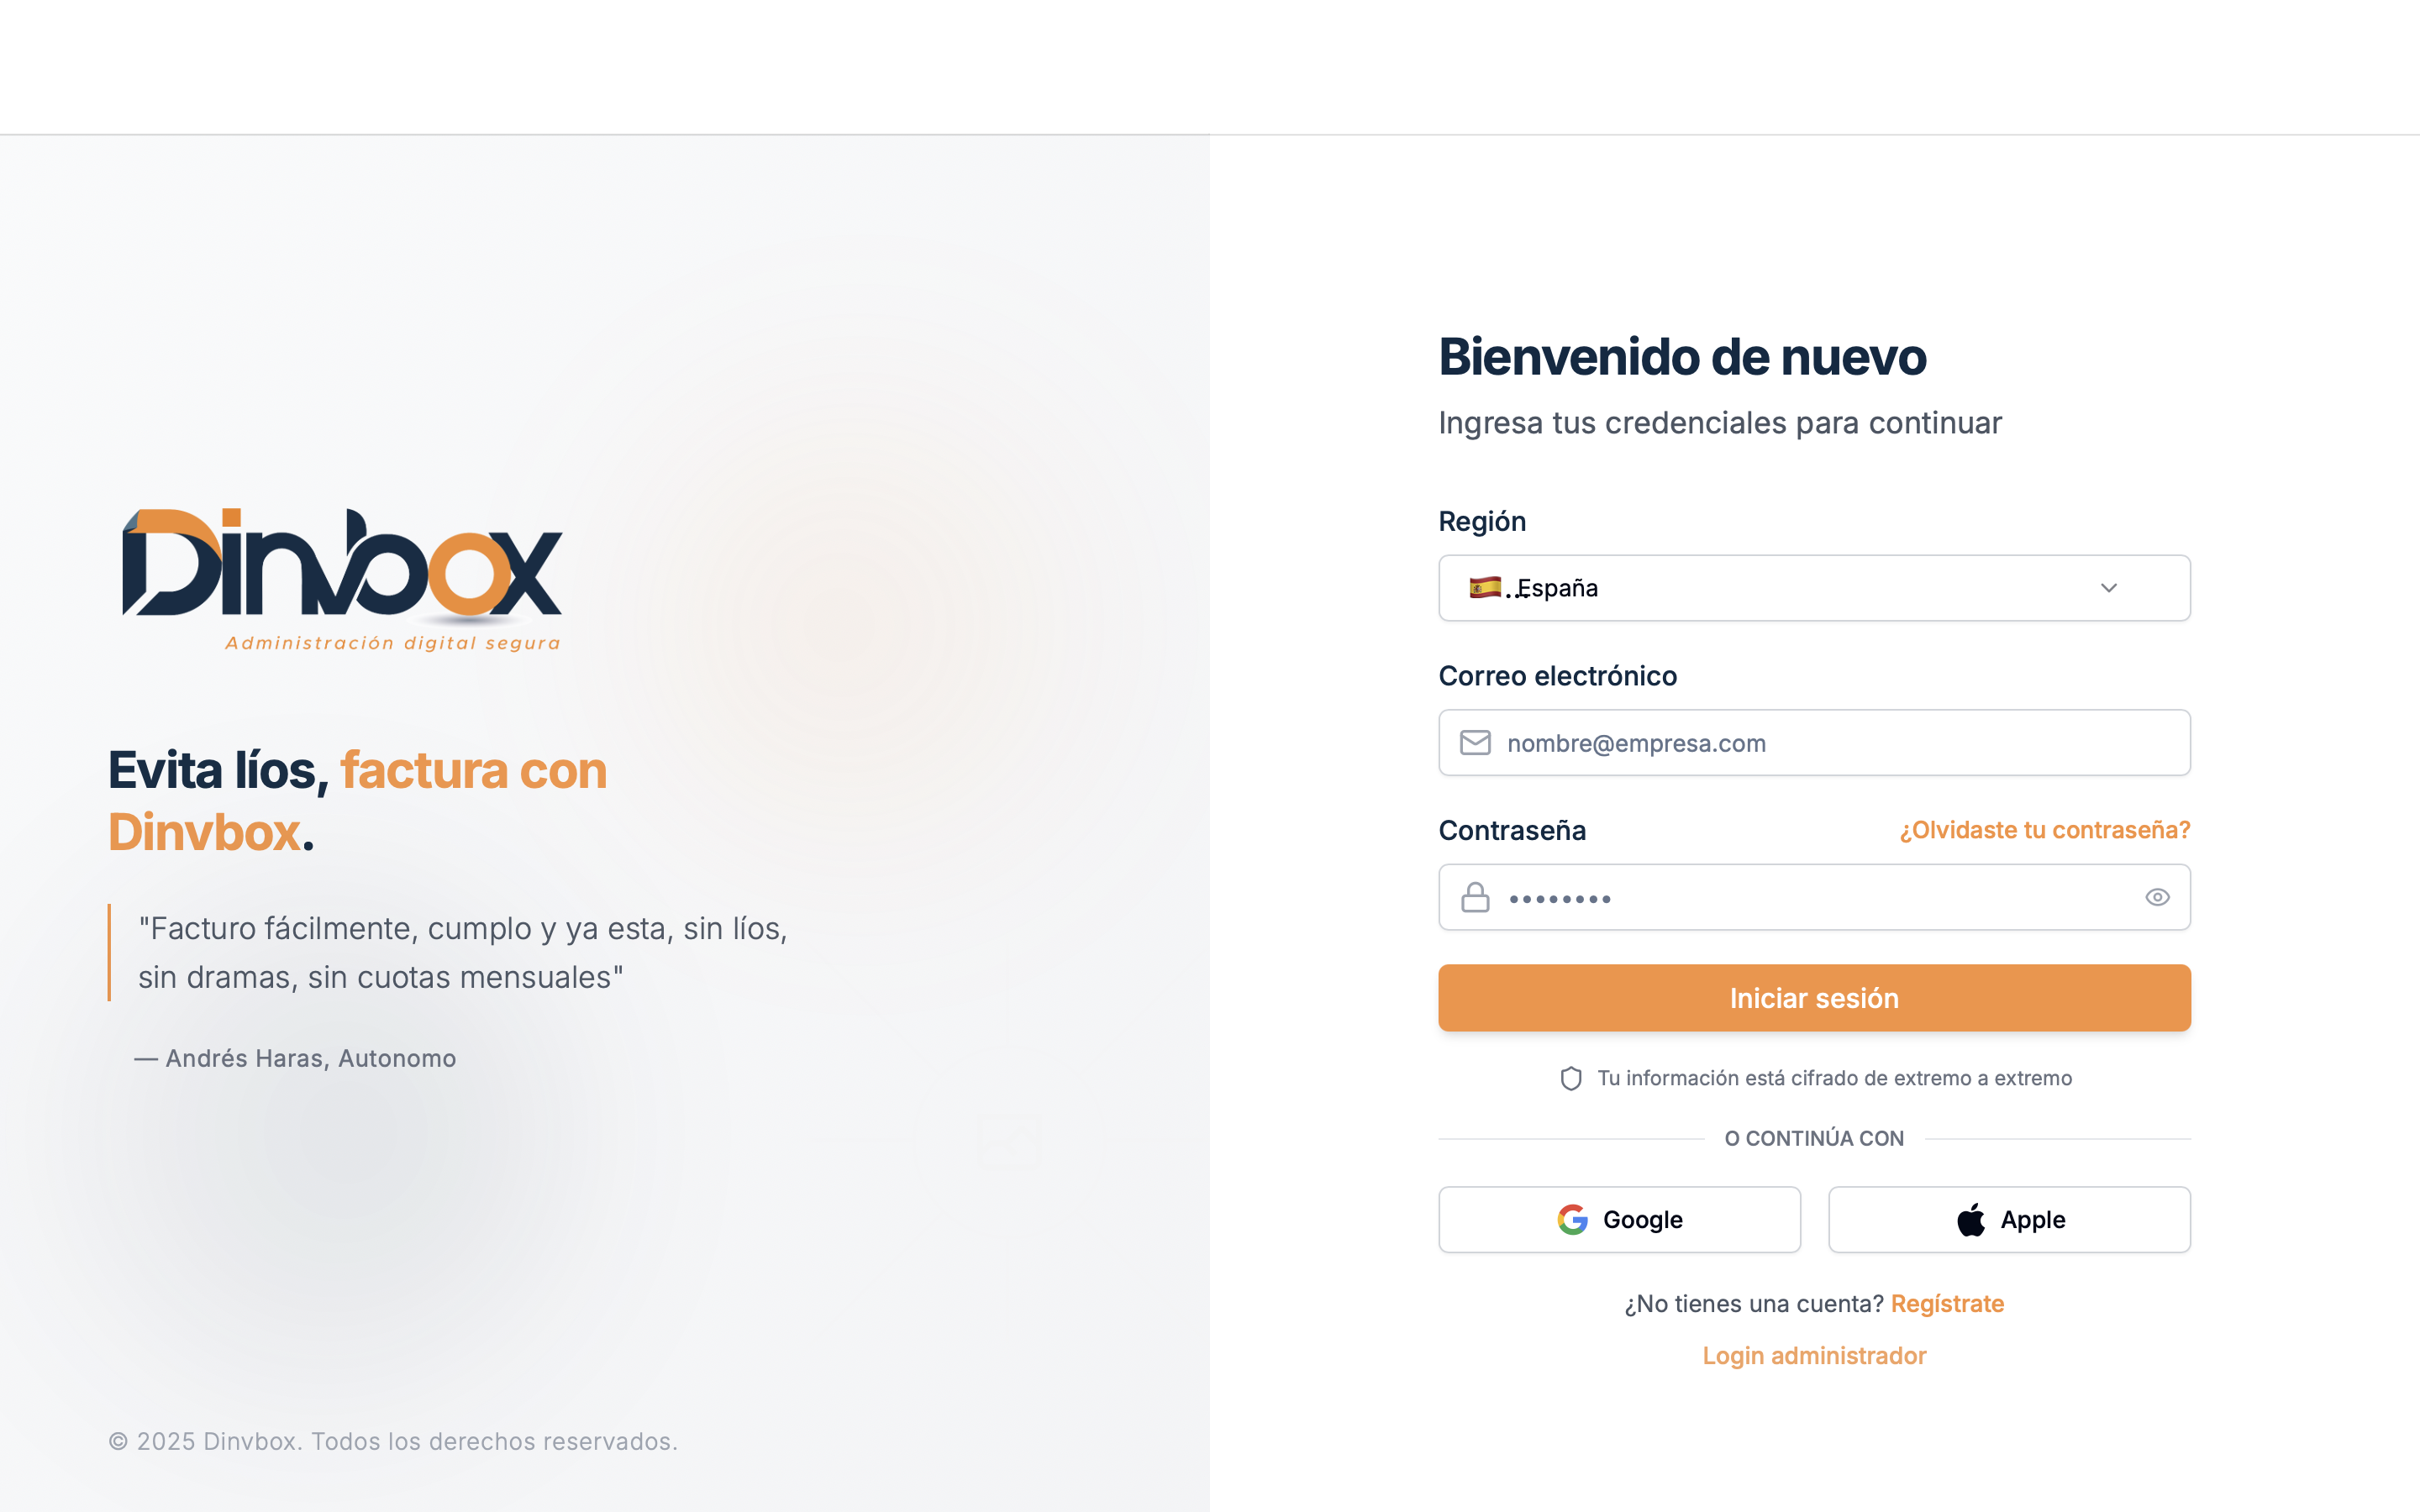 Dinvbox
Administración digital segura
Evita líos, factura con
Dinvbox.
"Facturo fácilmente, cumplo y ya esta, sin líos,
sin dramas, sin cuotas mensuales"
— Andrés Haras, Autonomo
© 2025 Dinvbox. Todos los derechos reservados.
Bienvenido de nuevo
Ingresa tus credenciales para continuar
Región
🇪🇸... España
Correo electrónico
nombre@empresa.com
Contraseña
¿Olvidaste tu contraseña?
••••••••
Iniciar sesión
Tu información está cifrado de extremo a extremo
O CONTINÚA CON
Google
Apple
¿No tienes una cuenta? Regístrate
Login administrador